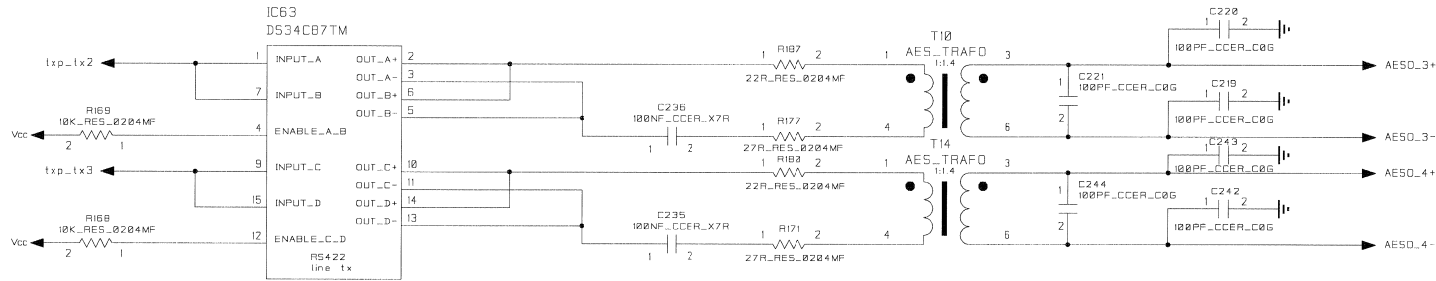 IC63
DS34C87TM
txp_tx2
1 INPUT_A OUT_A+ 2
OUT_A- 3
7 INPUT_B OUT_B+ 6
OUT_B- 5
R169
10K_RES_0204MF
Vcc 2 1
4 ENABLE_A_B
txp_tx3
9 INPUT_C OUT_C+ 10
OUT_C- 11
15 INPUT_D OUT_D+ 14
OUT_D- 13
R168
10K_RES_0204MF
Vcc 2 1
12 ENABLE_C_D
RS422
line tx
1 R187 2
22R_RES_0204MF
C236
100NF_CCER_X7R
1 2
1 R177 2
27R_RES_0204MF
T10
AES_TRAFO
1:1.4
1 3
4 6
C220
1 2
100PF_CCER_C0G
1 C221
100PF_CCER_C0G
2
C219
1 2
100PF_CCER_C0G
AESO_3+
AESO_3-
1 R180 2
22R_RES_0204MF
C235
100NF_CCER_X7R
1 2
1 R171 2
27R_RES_0204MF
T14
AES_TRAFO
1:1.4
1 3
4 6
C243
1 2
100PF_CCER_C0G
1 C244
100PF_CCER_C0G
2
C242
1 2
100PF_CCER_C0G
AESO_4+
AESO_4-